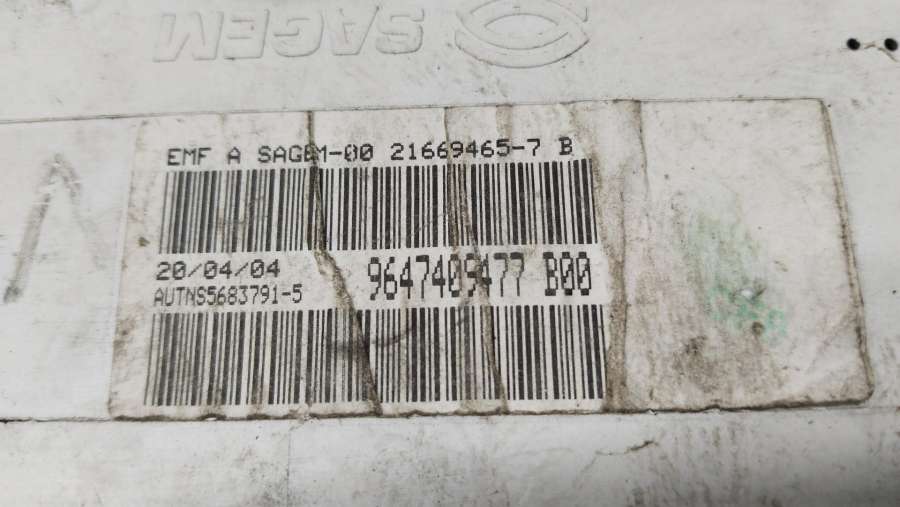 SAGEM
EMF A SAGEM-00 21669465-7 B
20/04/04
9647409477 B00
AUTNS5683791-5